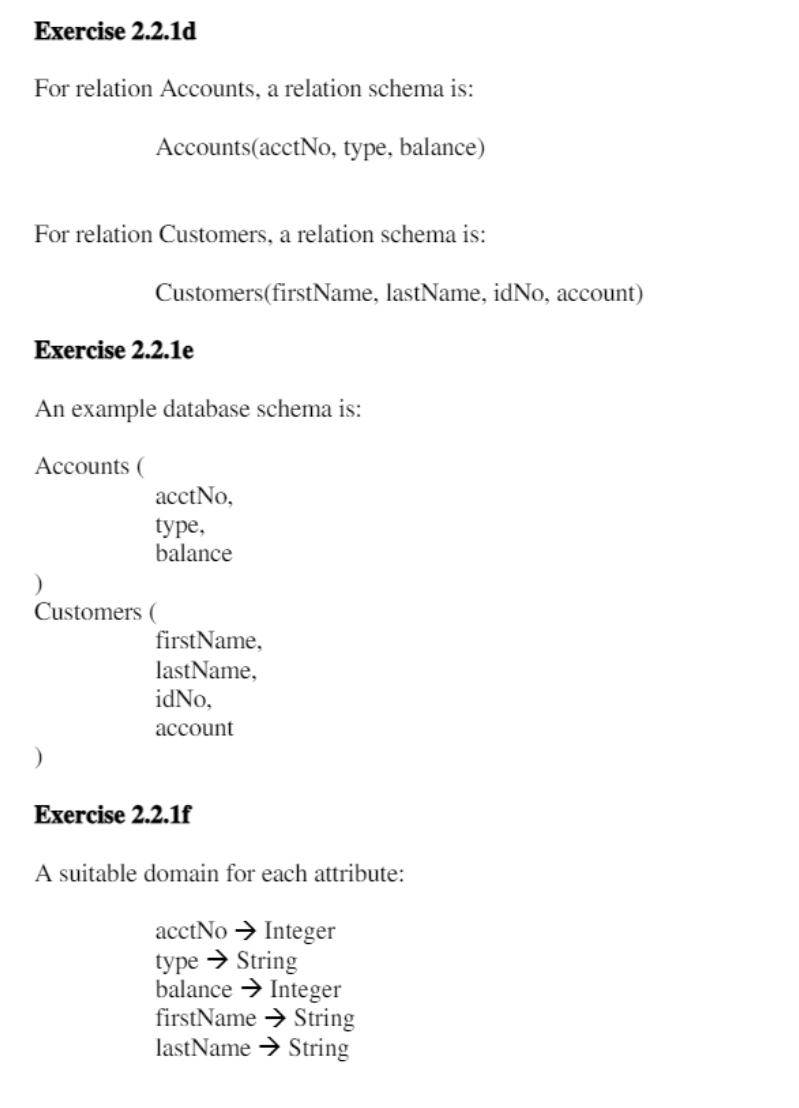 Exercise 2.2.1d
For relation Accounts, a relation schema is:
Accounts(acctNo, type, balance)
For relation Customers, a relation schema is:
Customers(firstName, lastName, idNo, account)
Exercise 2.2.1e
An example database schema is:
Accounts (
acctNo,
type,
balance
)
Customers (
firstName,
lastName,
idNo,
account
)
Exercise 2.2.1f
A suitable domain for each attribute:
acctNo → Integer
type → String
balance → Integer
firstName → String
lastName → String